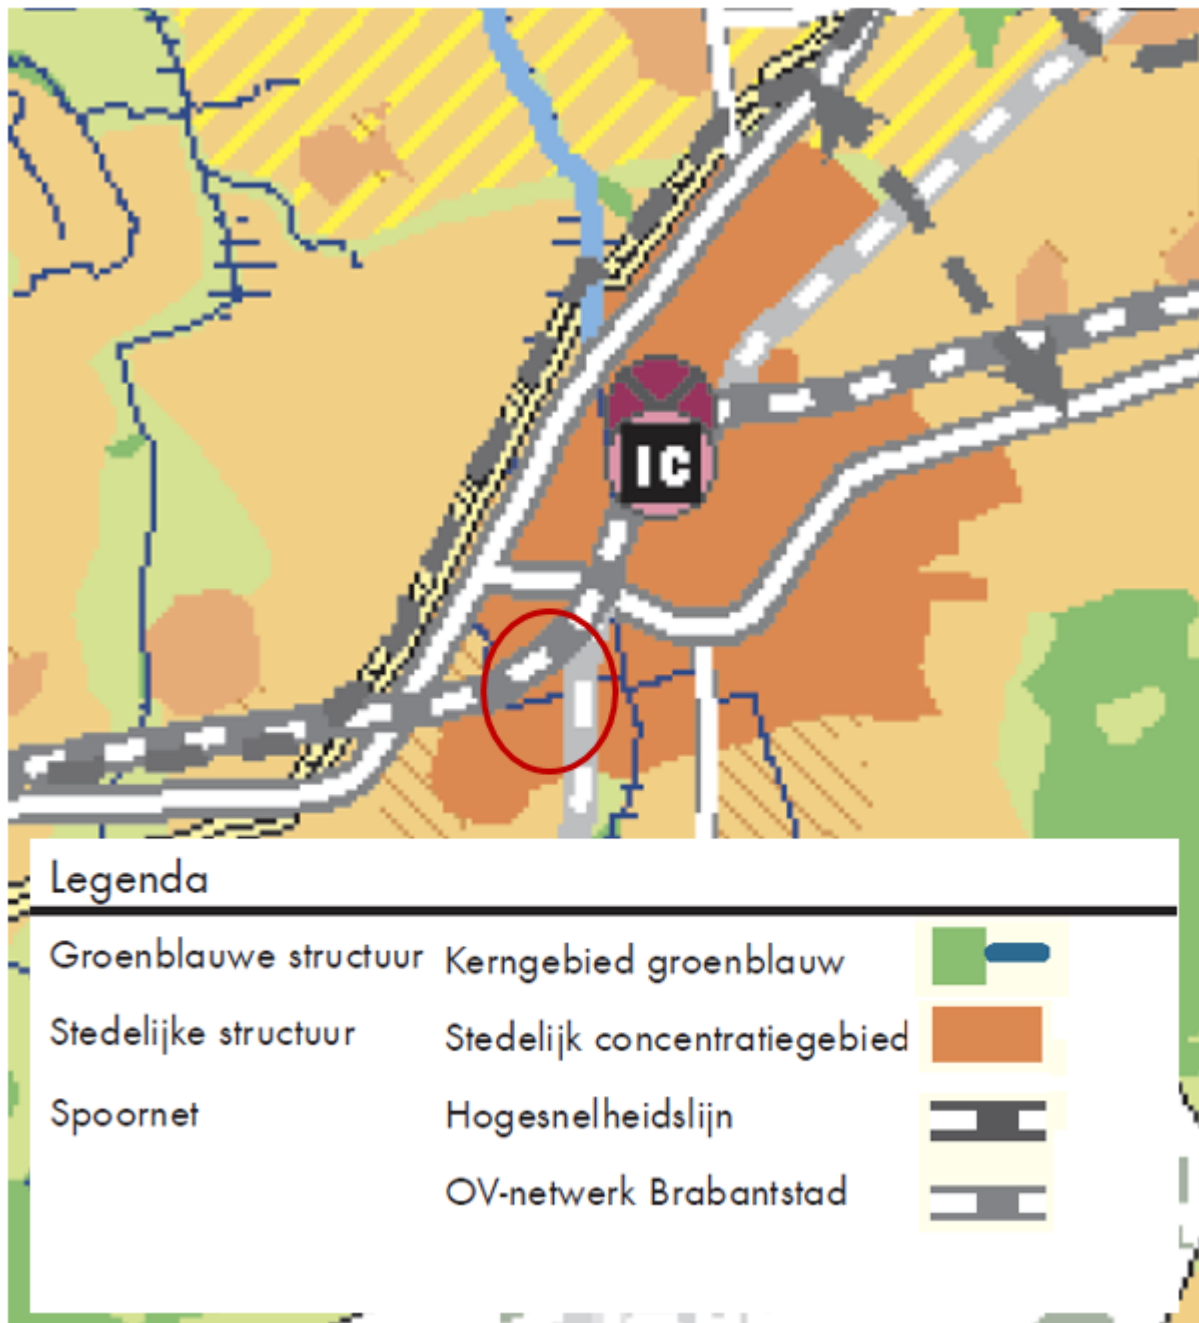 IC
Legenda
Groenblauwe structuur Kerngebied groenblauw
Stedelijke structuur Stedelijk concentratiegebied
Spoornet Hogesnelheidslijn
OV-netwerk Brabantstad